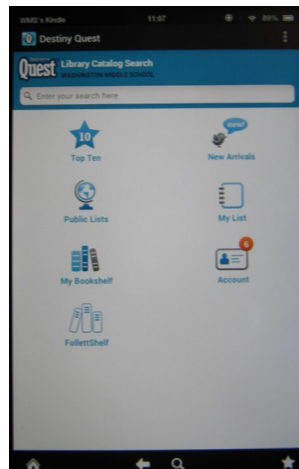 WMS's Kindle 11:07 89%
Destiny Quest
Quest Library Catalog Search
WASHINGTON MIDDLE SCHOOL
Enter your search here
10 new!
Top Ten New Arrivals
Public Lists My List
6
My Bookshelf Account
FollettShelf